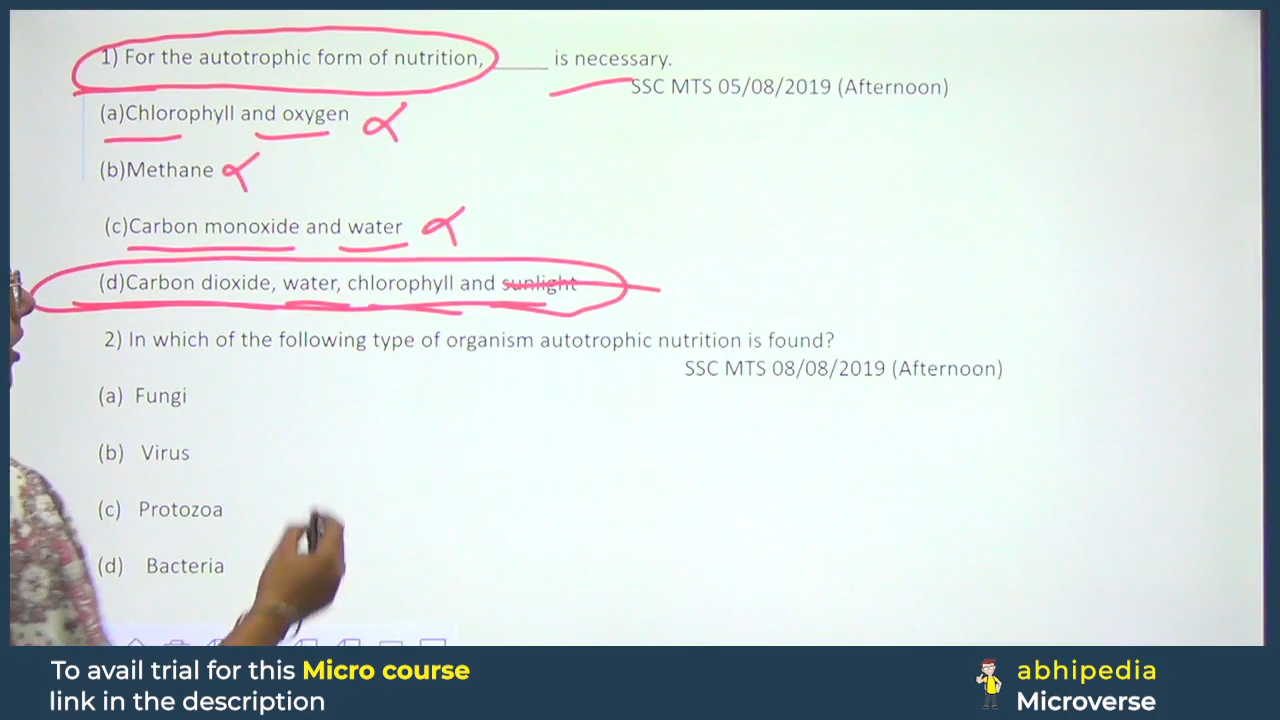 1) For the autotrophic form of nutrition, _____ is necessary.
SSC MTS 05/08/2019 (Afternoon)
(a)Chlorophyll and oxygen
(b)Methane
(c)Carbon monoxide and water
(d)Carbon dioxide, water, chlorophyll and sunlight
2) In which of the following type of organism autotrophic nutrition is found?
SSC MTS 08/08/2019 (Afternoon)
(a) Fungi
(b) Virus
(c) Protozoa
(d) Bacteria
To avail trial for this Micro course
link in the description
abhipedia
Microverse